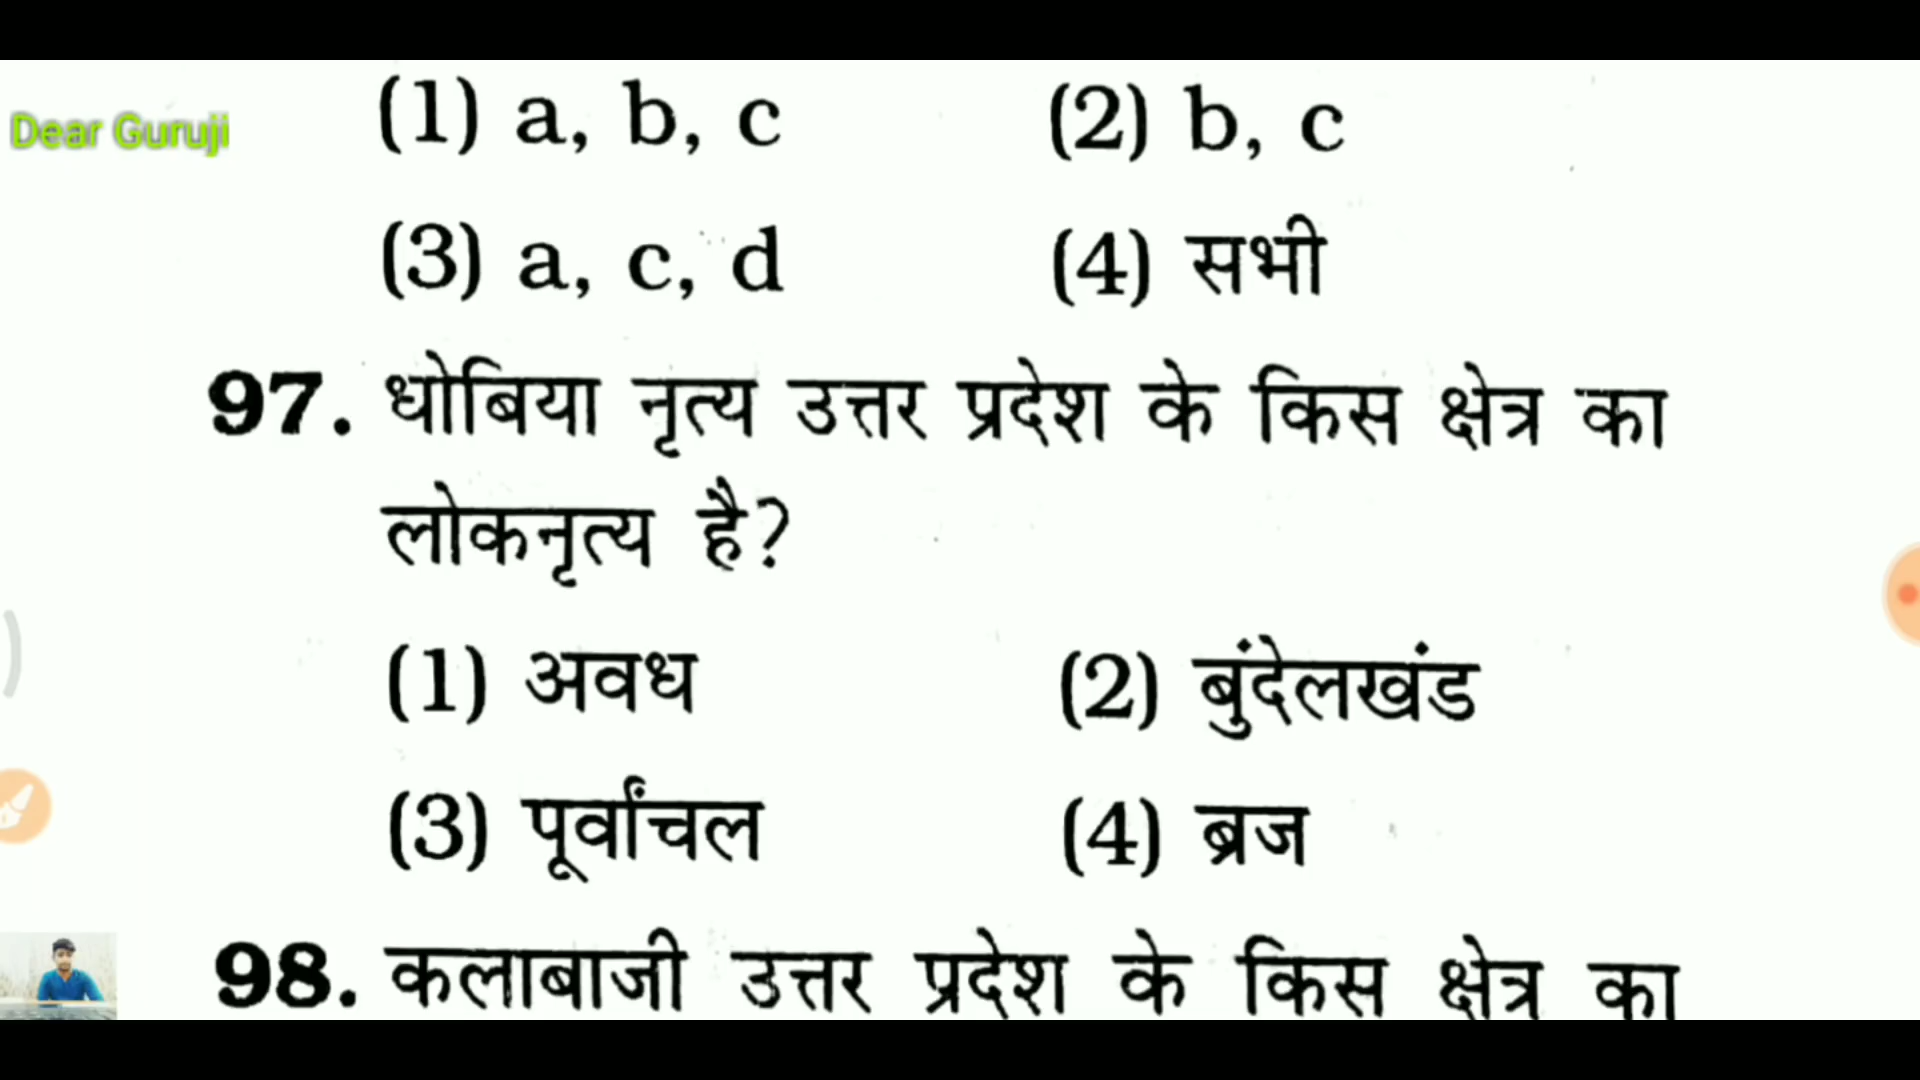 (1) a, b, c (2) b, c
Dear Guruji
(3) a, c, d (4) सभी
97. धोबिया नृत्य उत्तर प्रदेश के किस क्षेत्र का
लोकनृत्य है?
(1) अवध (2) बुंदेलखंड
(3) पूर्वांचल (4) ब्रज
98. कलाबाजी उत्तर प्रदेश के किस क्षेत्र का